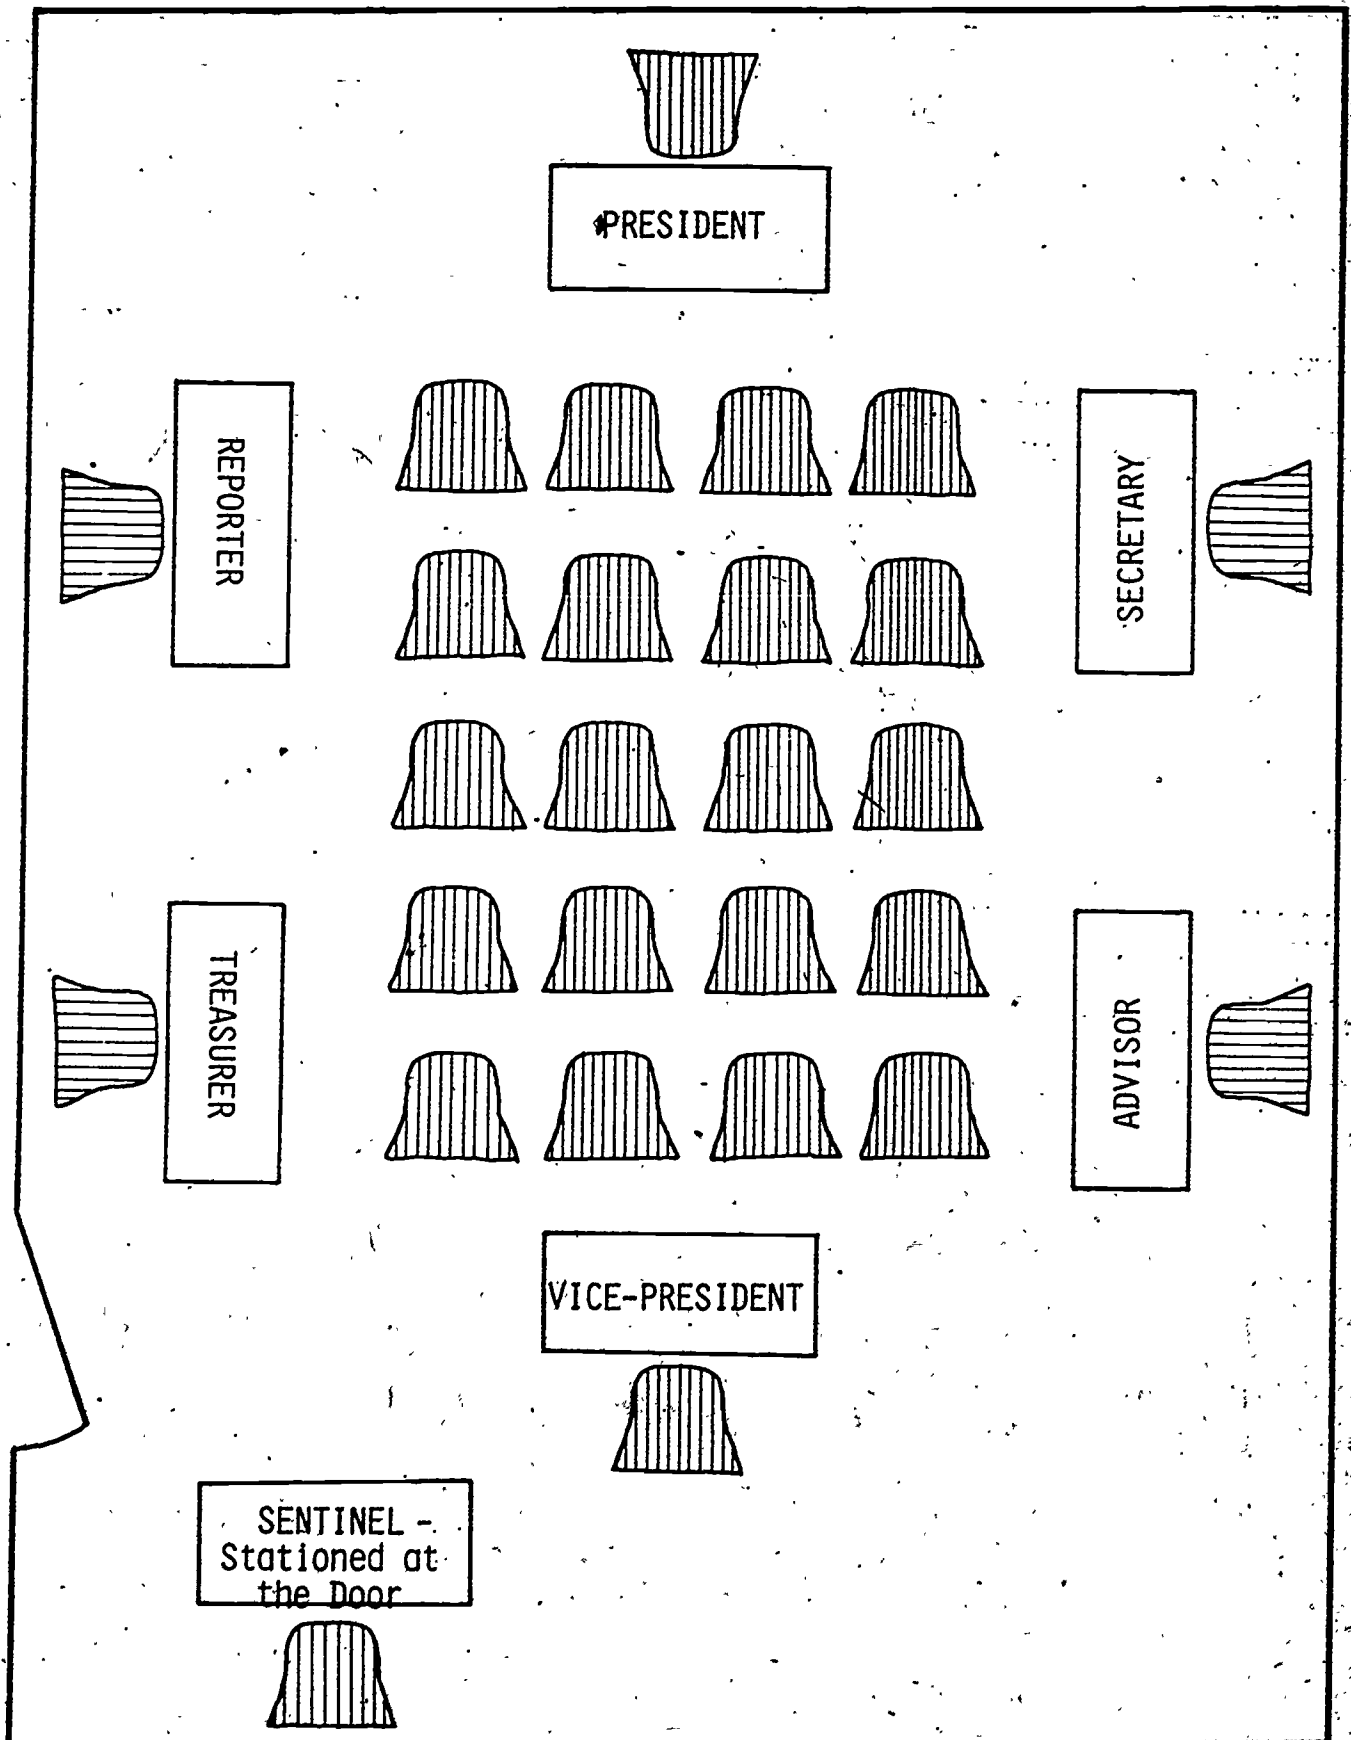 PRESIDENT
REPORTER
SECRETARY
TREASURER
ADVISOR
VICE-PRESIDENT
SENTINEL -
Stationed at
the Door